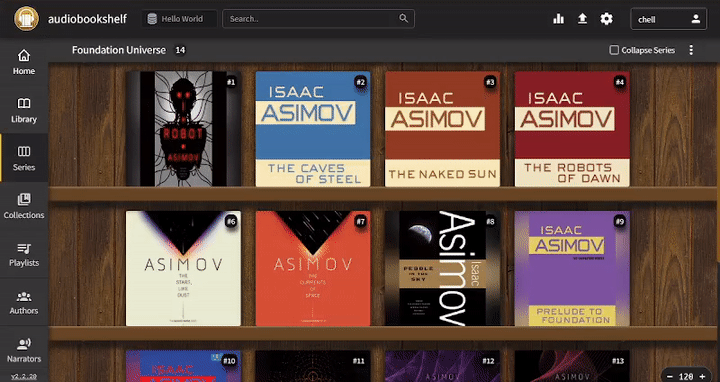 audiobookshelf
Hello World
Search..
chell
Foundation Universe 14
Collapse Series
Home
Library
Series
Collections
Playlists
Authors
Narrators
v2.2.20
#1
I, ROBOT
ASIMOV
#2
ISAAC
ASIMOV
THE CAVES
OF STEEL
#3
ISAAC
ASIMOV
THE NAKED SUN
#4
ISAAC
ASIMOV
THE ROBOTS
OF DAWN
#6
ASIMOV
THE
STARS,
LIKE
DUST
#7
ASIMOV
THE
CURRENTS
OF
SPACE
#8
Isaac
Asimov
PEBBLE
IN THE
SKY
#9
ISAAC
ASIMOV
PRELUDE TO
FOUNDATION
#10
ISAAC
ASIMOV
#11
#12
#13
− 120 +